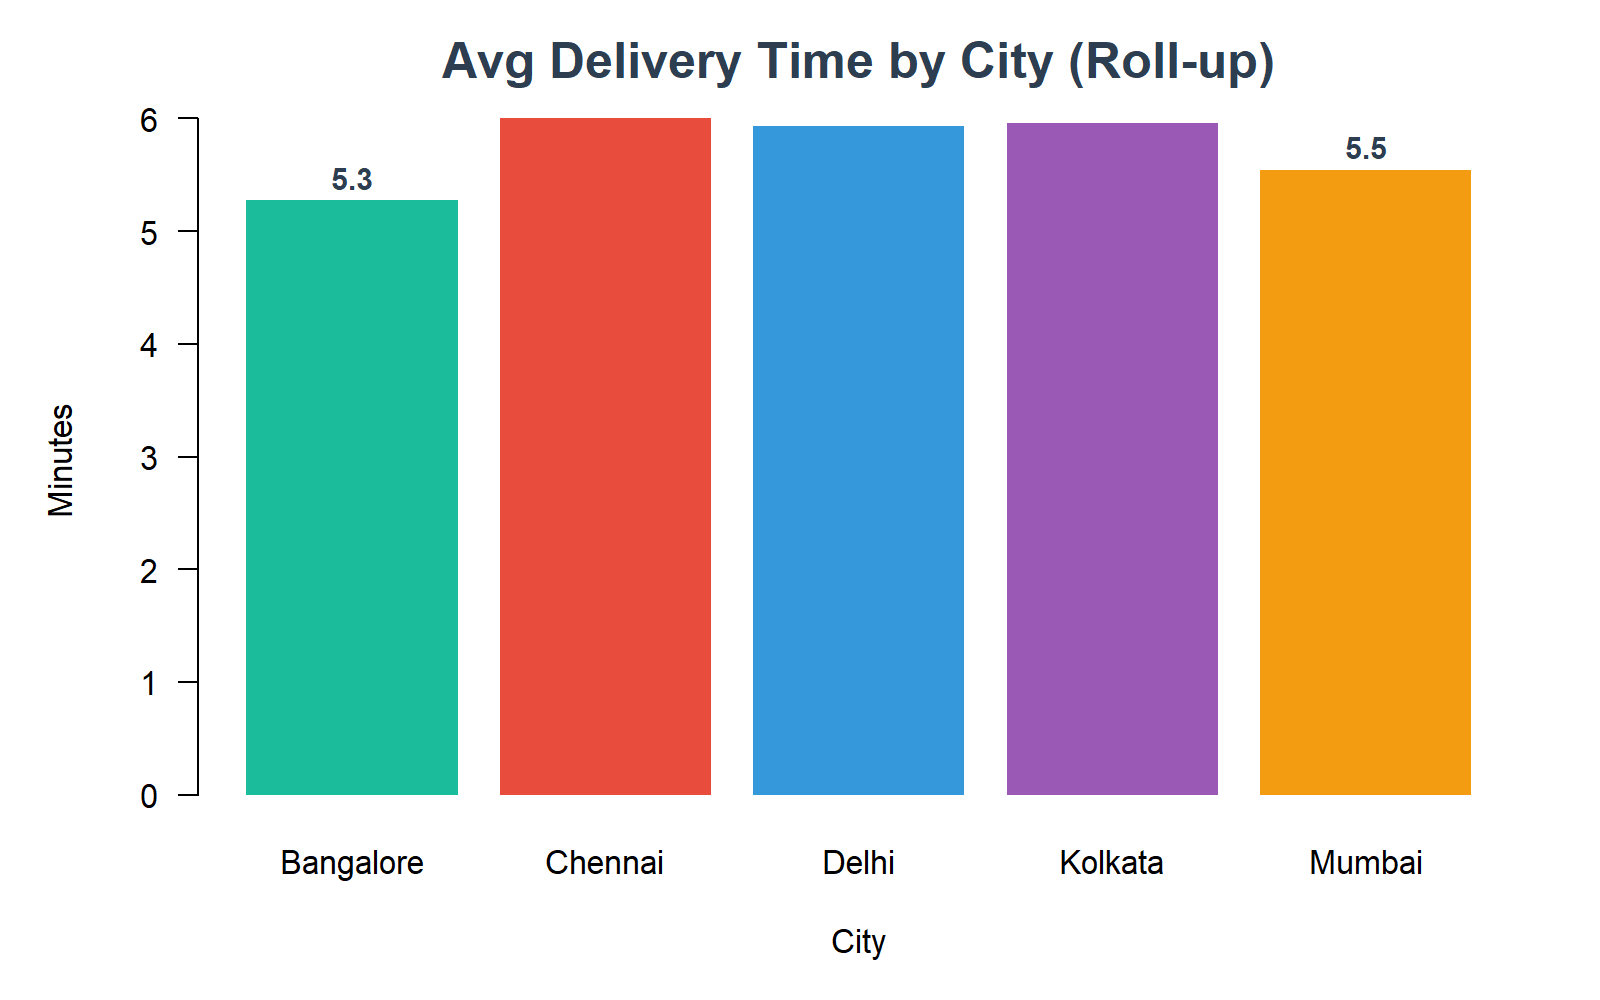 Avg Delivery Time by City (Roll-up)
6
5
4
3
2
1
0
Minutes
5.3
5.5
Bangalore
Chennai
Delhi
Kolkata
Mumbai
City